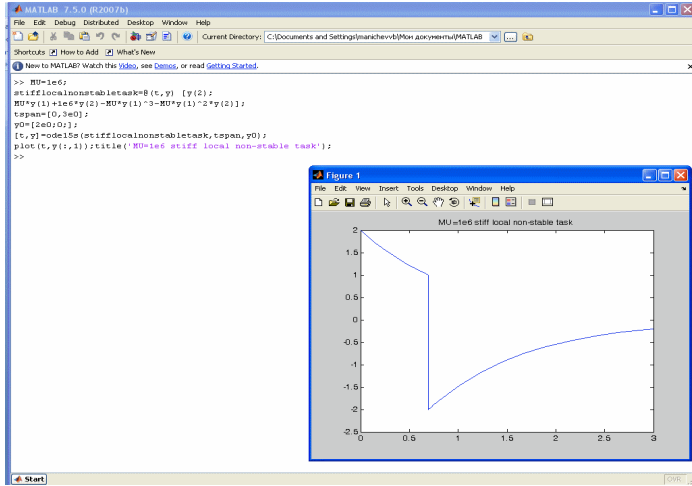 MATLAB 7.5.0 (R2007b)
File Edit Debug Distributed Desktop Window Help
Current Directory: C:\Documents and Settings\manichevvb\Мои документы\MATLAB
Shortcuts How to Add What's New
New to MATLAB? Watch this Video, see Demos, or read Getting Started.
>> MU=1e6;
stifflocalnonstabletask=@(t,y) [y(2);
MU*y(1)+1e6*y(2)-MU*y(1)^3-MU*y(1)^2*y(2)];
tspan=[0,3e0];
y0=[2e0;0;];
[t,y]=ode15s(stifflocalnonstabletask,tspan,y0);
plot(t,y(:,1));title('MU=1e6 stiff local non-stable task');
>>
Figure 1
File Edit View Insert Tools Desktop Window Help
MU=1e6 stiff local non-stable task
2
1.5
1
0.5
0
-0.5
-1
-1.5
-2
-2.5
0 0.5 1 1.5 2 2.5 3
Start
OVR